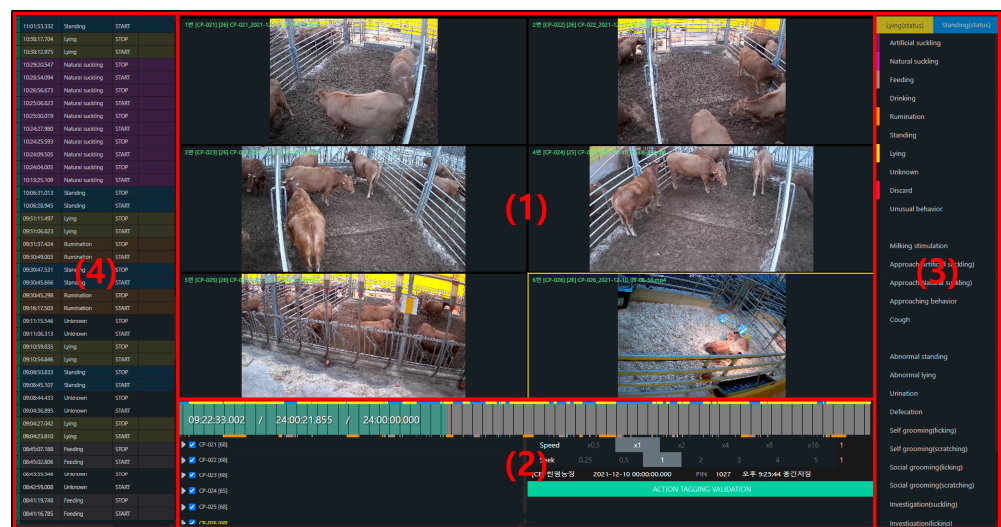 11:01:53.332 Standing START
10:38:17.704 Lying STOP
10:38:12.975 Lying START
10:29:20.547 Natural suckling STOP
10:28:54.094 Natural suckling START
10:26:56.673 Natural suckling STOP
10:25:06.623 Natural suckling START
10:25:00.019 Natural suckling STOP
10:24:27.980 Natural suckling START
10:24:25.593 Natural suckling STOP
10:24:09.505 Natural suckling START
10:24:04.005 Natural suckling STOP
10:13:25.109 Natural suckling START
10:06:31.013 Standing STOP
10:06:28.945 Standing START
09:51:11.497 Lying STOP
09:51:06.823 Lying START
09:31:37.424 Rumination STOP
09:30:49.003 Rumination START
09:30:47.531 Standing STOP
09:30:45.666 Standing START
09:30:45.298 Rumination STOP
09:16:17.503 Rumination START
09:11:15.546 Unknown STOP
09:11:06.313 Unknown START
09:10:59.835 Lying STOP
09:10:54.846 Lying START
09:08:50.833 Standing STOP
09:08:45.107 Standing START
09:08:44.433 Unknown STOP
09:04:36.895 Unknown START
09:04:27.042 Lying STOP
09:04:23.810 Lying START
08:45:07.188 Feeding STOP
08:45:02.806 Feeding START
Unknown STOP
08:42:59.008 Unknown START
08:41:19.748 Feeding STOP
08:41:16.785 Feeding START
(4)
1번 [CP-021] [26] CP-021_2021-1
2번 [CP-022] [26] CP-022_2021-12
3번 [CP-023] [26] CP-
4번 [CP-024] [25] CP-
5번 [CP-025] [26] CP-
6번 [CP-026] [26] CP-026_2021-12-10_09-06-58.mp4
(1)
09:22:33.002 / 24:00:21.855 / 24:00:00.000
CP-021 [68]
CP-022 [68]
CP-023 [68]
CP-024 [65]
CP-025 [68]
CP-026 [68]
Speed x0.5 x1 x2 x4 x8 x16 1
Seek 0.25 0.5 1 2 3 4 5 1
2021-12-10 00:00:00.000 PIN 1027 오후 9:25:44 중간저장
ACTION TAGGING VALIDATION
(2)
Lying(status) Standing(status)
Artificial suckling
Natural suckling
Feeding
Drinking
Rumination
Standing
Lying
Unknown
Discard
Unusual behavior
Milking stimulation
Approach(Artificial suckling)
Approach(Natural suckling)
Approaching behavior
Cough
Abnormal standing
Abnormal lying
Urination
Defecation
Self grooming(licking)
Self grooming(scratching)
Social grooming(licking)
Social grooming(scratching)
Investigation(suckling)
Investigation(licking)
(3)